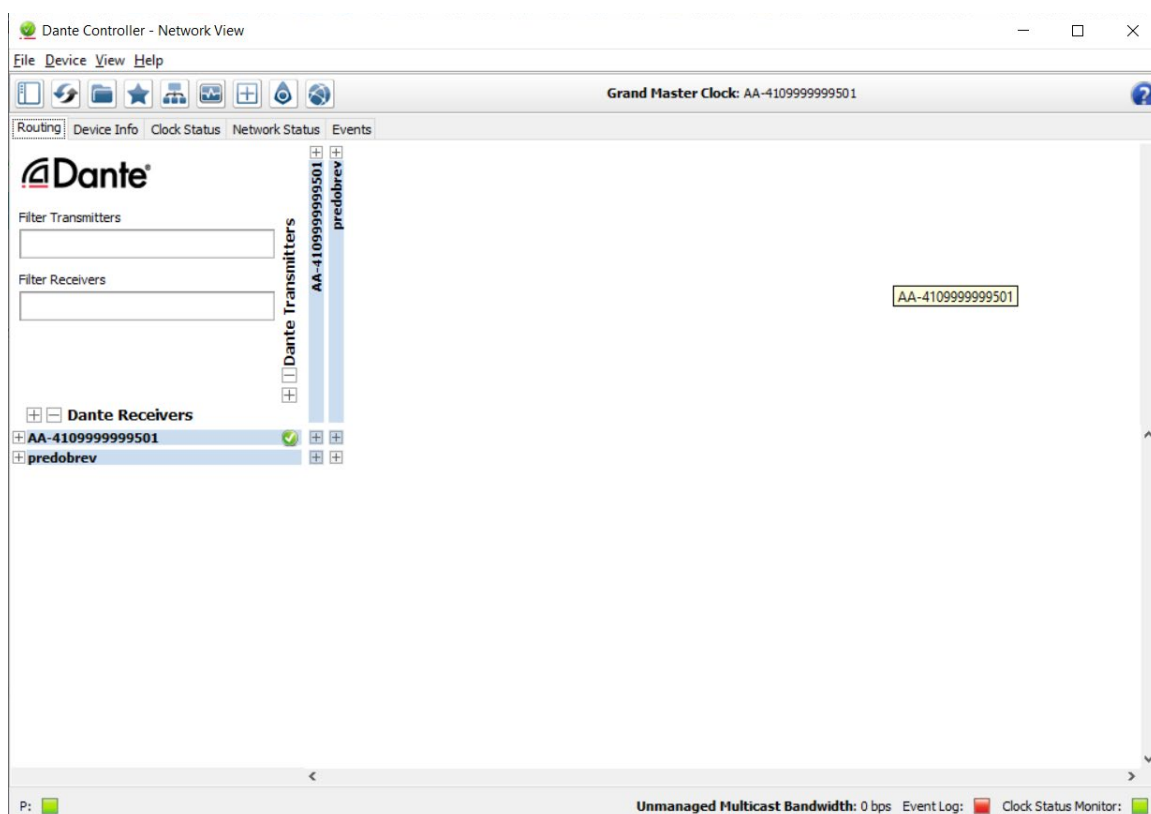 Dante Controller - Network View
File Device View Help
Grand Master Clock: AA-4109999999501
Routing Device Info Clock Status Network Status Events
Dante
Filter Transmitters
Filter Receivers
Dante Transmitters
AA-4109999999501
predobrev
AA-4109999999501
Dante Receivers
AA-4109999999501
predobrev
P:
Unmanaged Multicast Bandwidth: 0 bps Event Log: Clock Status Monitor: